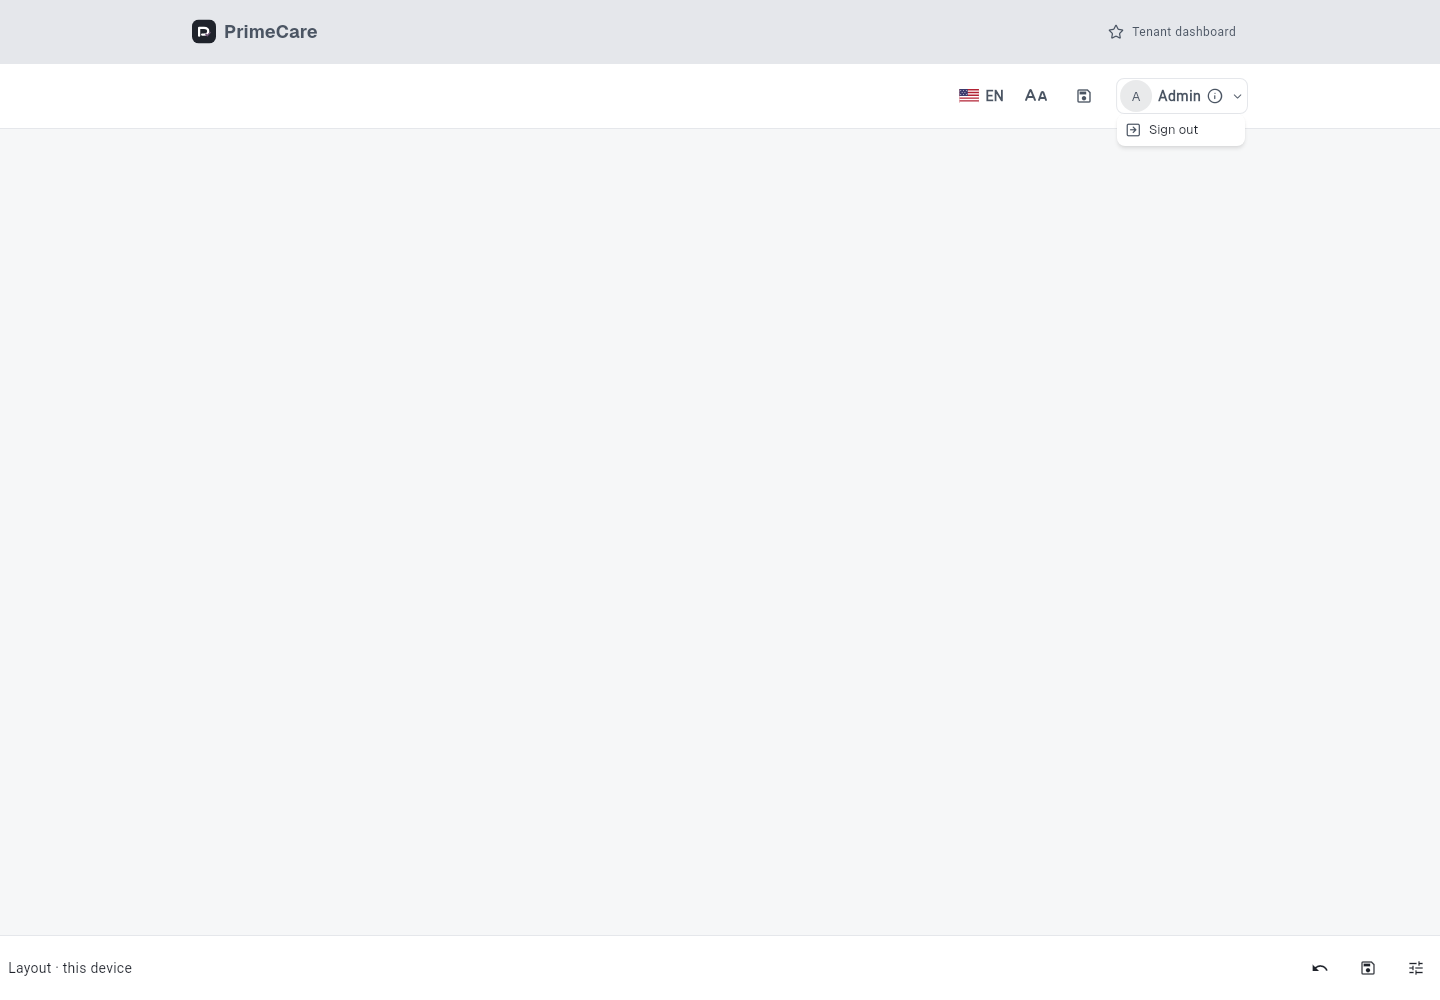 PrimeCare
Tenant dashboard
EN
AA
A
Admin
Sign out
Layout · this device